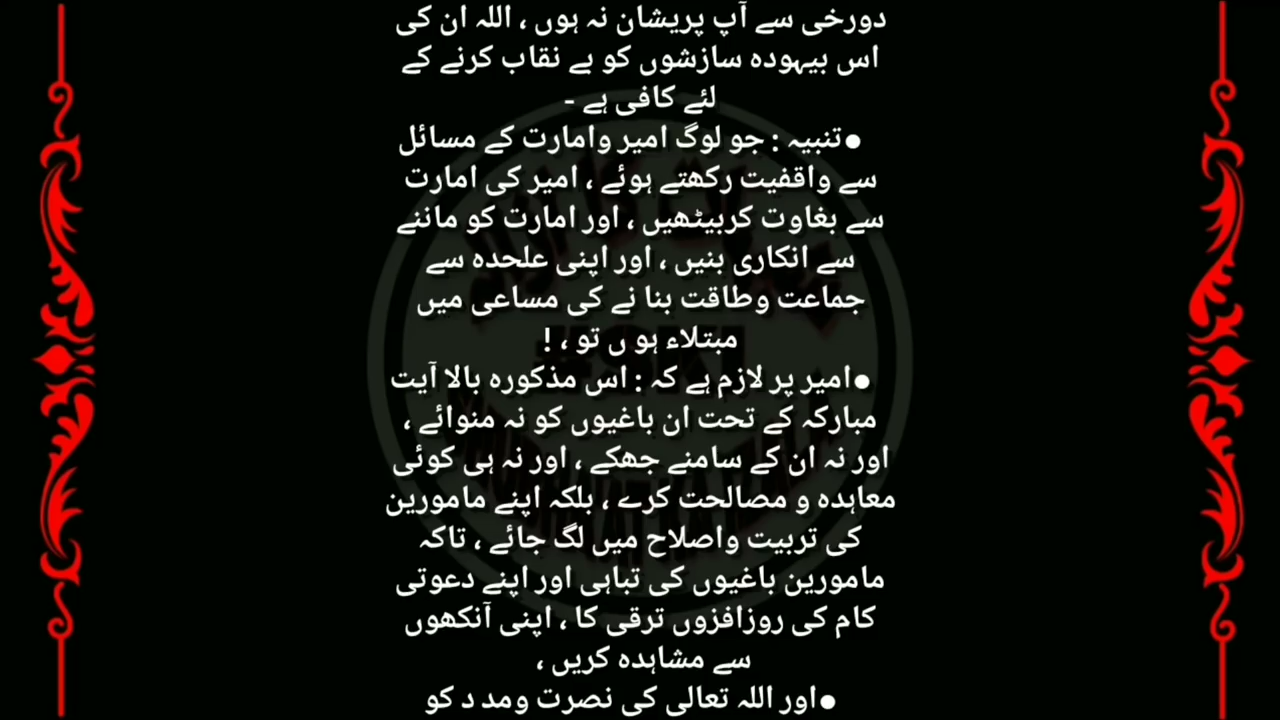 دورخی سے آپ پریشان نہ ہوں ، اللہ ان کی
اس بیہودہ سازشوں کو بے نقاب کرنے کے
لئے کافی ہے -
●تنبیہ : جو لوگ امیر وامارت کے مسائل
سے واقفیت رکھتے ہوئے ، امیر کی امارت
سے بغاوت کربیٹھیں ، اور امارت کو ماننے
سے انکاری بنیں ، اور اپنی علحدہ سے
جماعت وطاقت بنا نے کی مساعی میں
مبتلاء ہو ں تو ، !
●امیر پر لازم ہے کہ : اس مذکورہ بالا آیت
مبارکہ کے تحت ان باغیوں کو نہ منوائے ،
اور نہ ان کے سامنے جھکے ، اور نہ ہی کوئی
معاہدہ و مصالحت کرے ، بلکہ اپنے مامورین
کی تربیت واصلاح میں لگ جائے ، تاکہ
مامورین باغیوں کی تباہی اور اپنے دعوتی
کام کی روزافزوں ترقی کا ، اپنی آنکھوں
سے مشاہدہ کریں ،
●اور اللہ تعالی کی نصرت ومد د کو